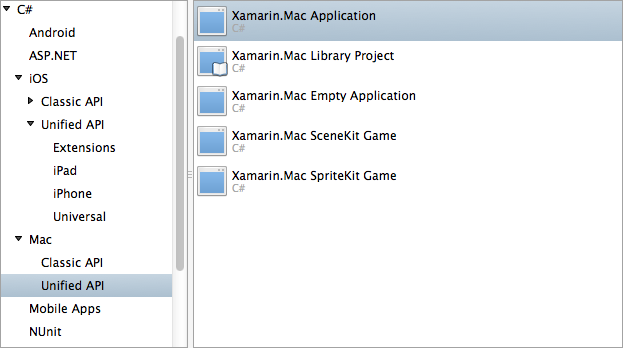 C#
Android
ASP.NET
iOS
Classic API
Unified API
Extensions
iPad
iPhone
Universal
Mac
Classic API
Unified API
Mobile Apps
NUnit
Xamarin.Mac Application
C#
Xamarin.Mac Library Project
C#
Xamarin.Mac Empty Application
C#
Xamarin.Mac SceneKit Game
C#
Xamarin.Mac SpriteKit Game
C#